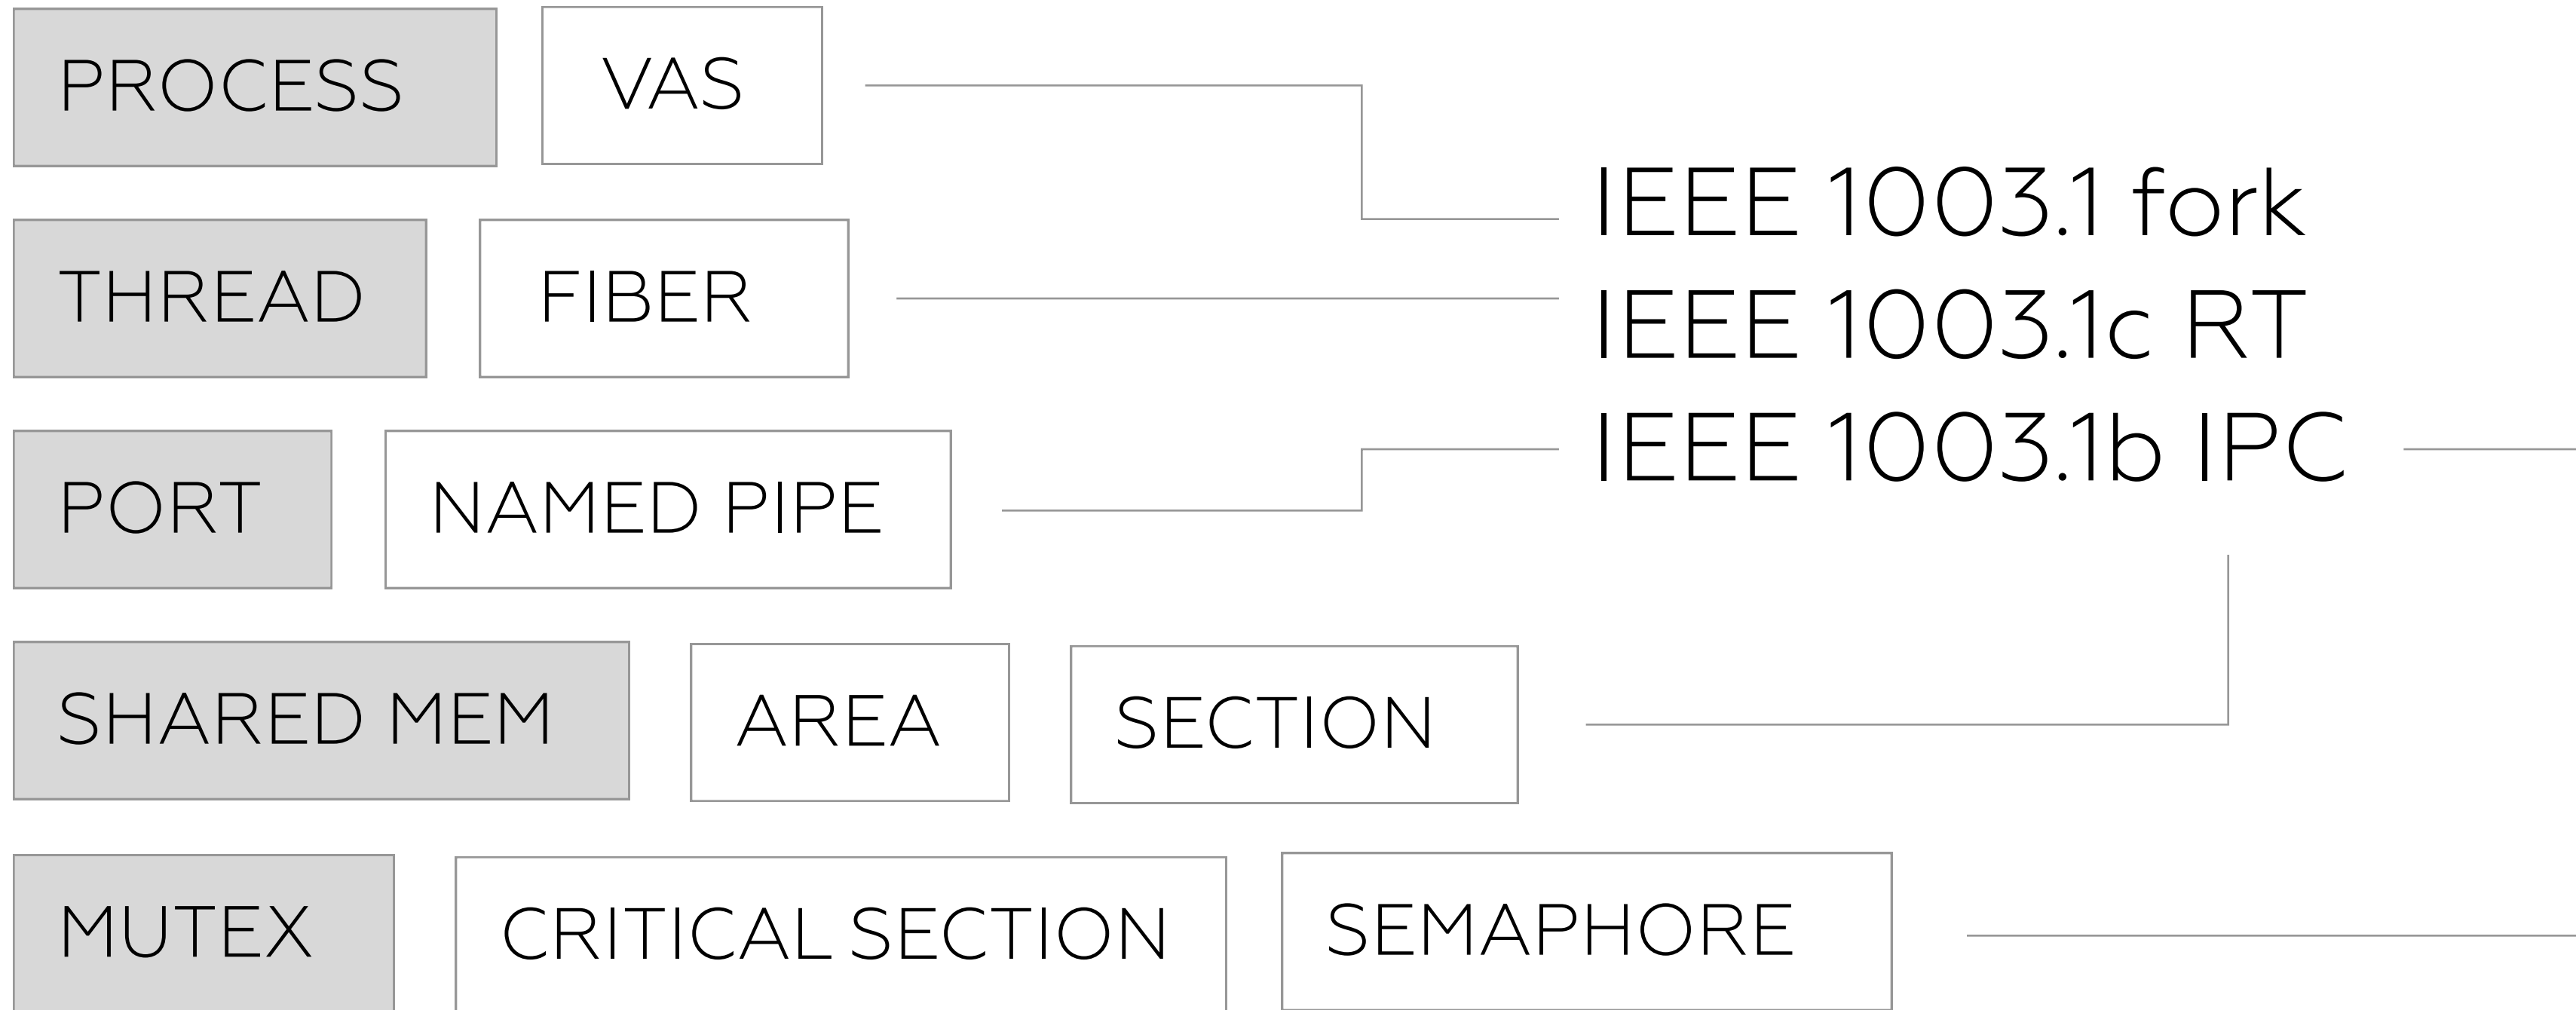 PROCESS VAS
THREAD FIBER
PORT NAMED PIPE
SHARED MEM AREA SECTION
MUTEX CRITICAL SECTION SEMAPHORE
IEEE 1003.1 fork
IEEE 1003.1c RT
IEEE 1003.1b IPC